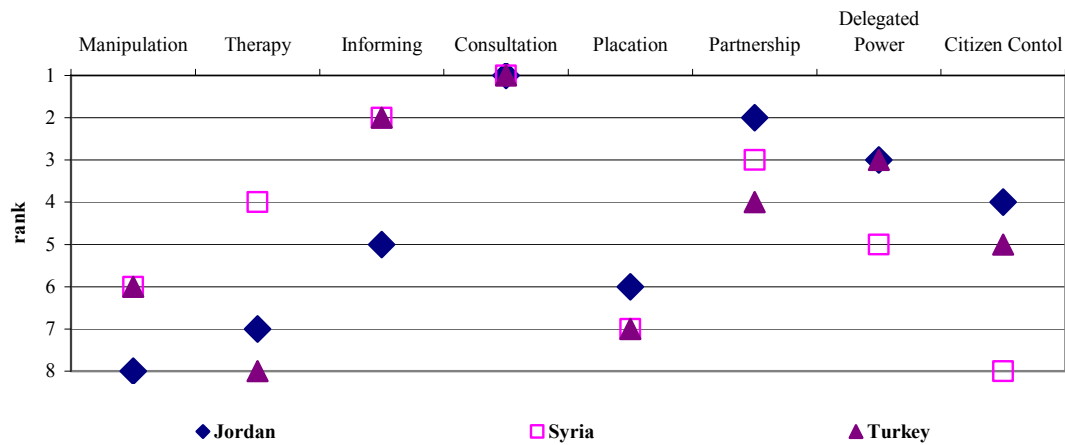 Manipulation Therapy Informing Consultation Placation Partnership Delegated Power Citizen Contol
1
2
3
4
5
6
7
8
rank
Jordan Syria Turkey